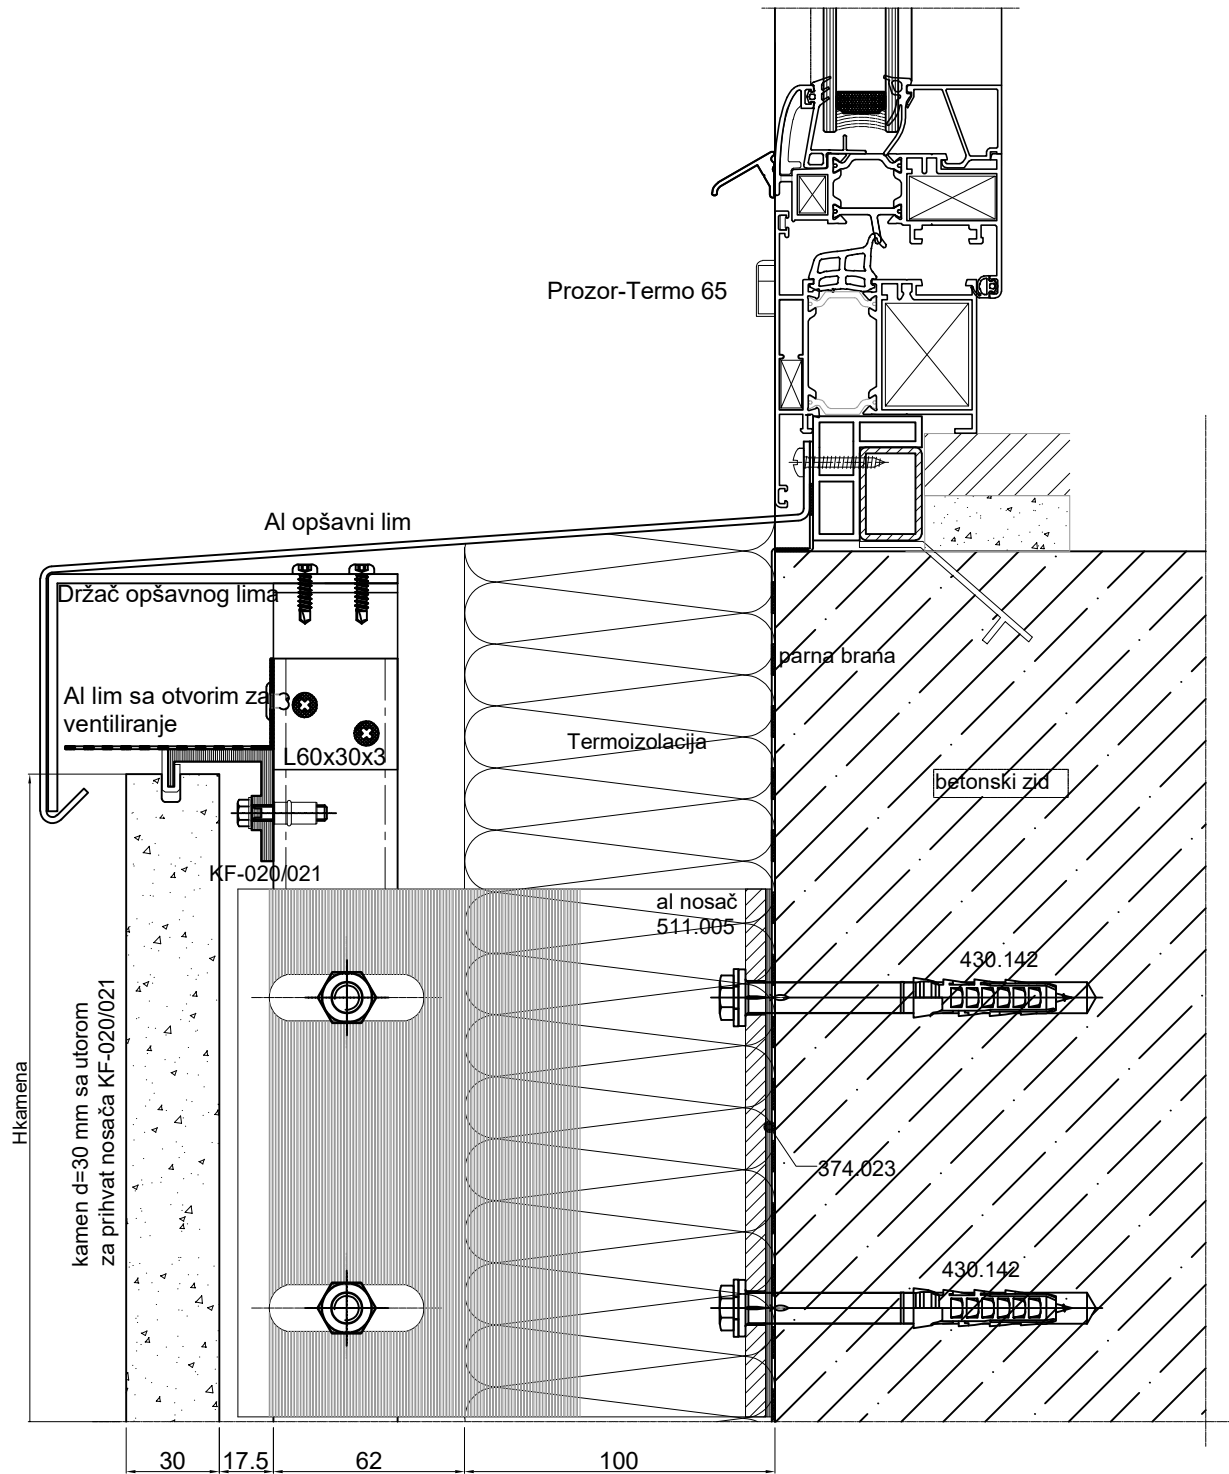 Prozor-Termo 65
Al opšavni lim
Držač opšavnog lima
parna brana
Al lim sa otvorim za
ventiliranje
Termoizolacija
L60x30x3
betonski zid
KF-020/021
al nosač
511.005
430.142
Hkamena
kamen d=30 mm sa utorom
za prihvat nosača KF-020/021
374.023
430.142
30
17.5
62
100